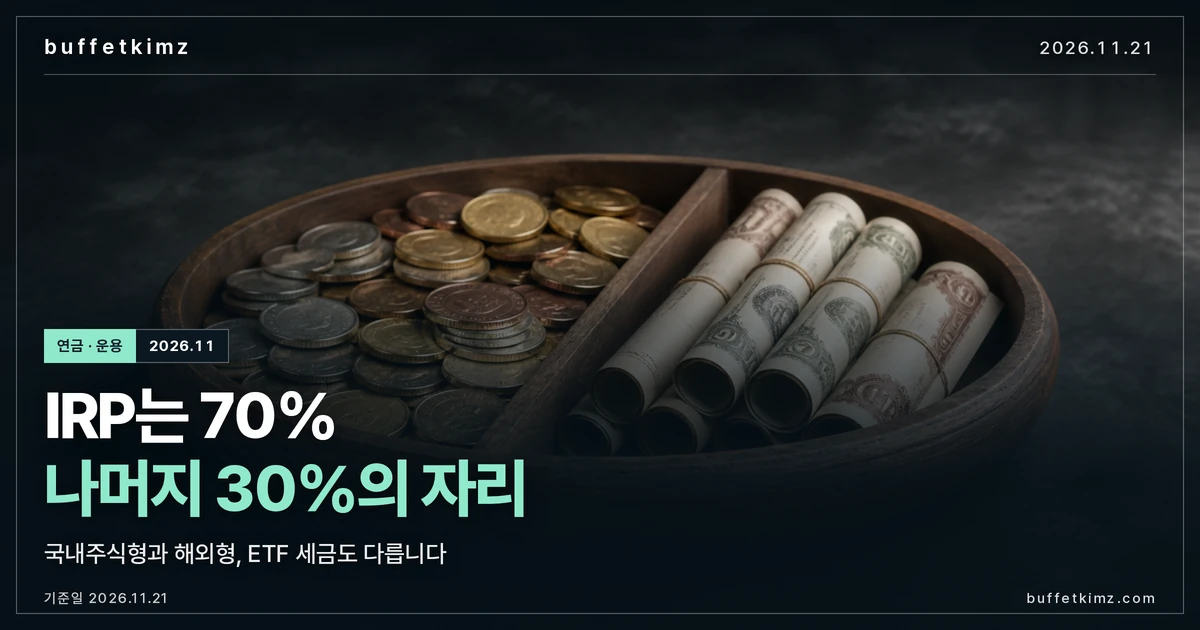 buffetkimz
2026.11.21
연금 · 운용
2026.11
IRP는 70%
나머지 30%의 자리
국내주식형과 해외형, ETF 세금도 다릅니다
기준일 2026.11.21
buffetkimz.com